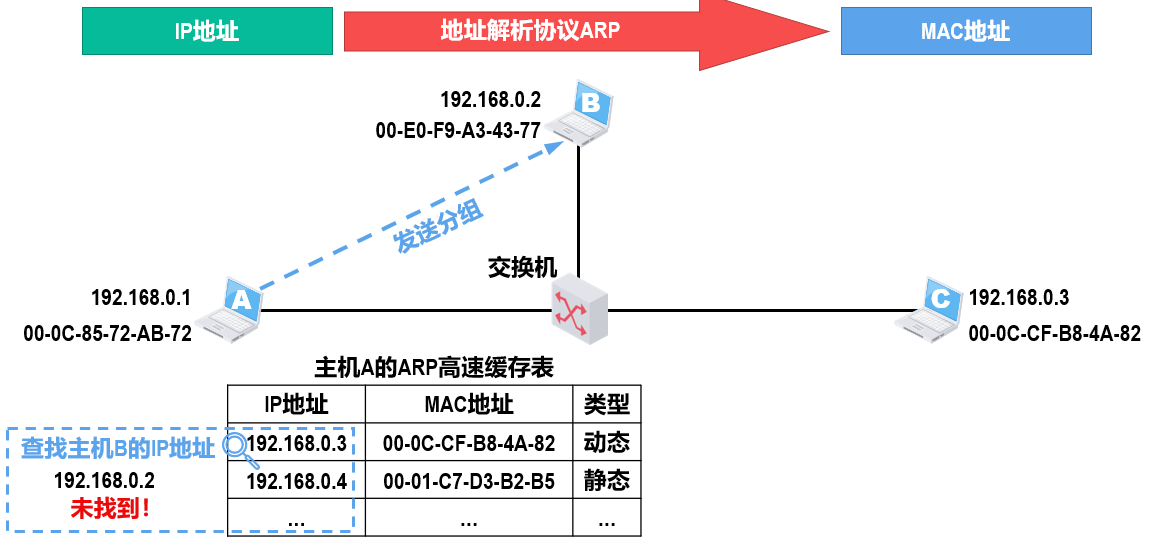 IP地址
地址解析协议ARP
MAC地址
192.168.0.2
00-E0-F9-A3-43-77
B
发送分组
交换机
192.168.0.1
00-0C-85-72-AB-72
A
C
192.168.0.3
00-0C-CF-B8-4A-82
主机A的ARP高速缓存表
IP地址 MAC地址 类型
192.168.0.3 00-0C-CF-B8-4A-82 动态
192.168.0.4 00-01-C7-D3-B2-B5 静态
... ... ...
查找主机B的IP地址
192.168.0.2
未找到！